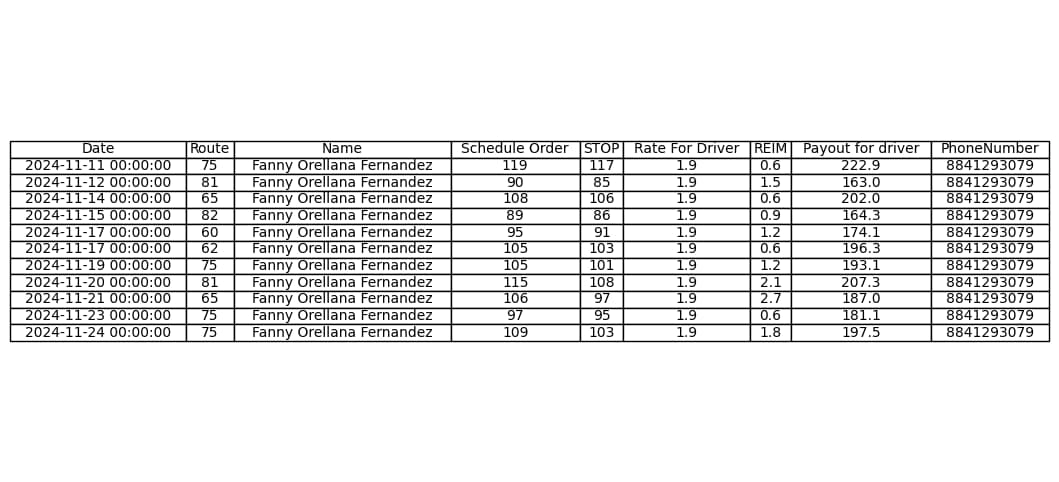 Date Route Name Schedule Order STOP Rate For Driver REIM Payout for driver PhoneNumber
2024-11-11 00:00:00 75 Fanny Orellana Fernandez 119 117 1.9 0.6 222.9 8841293079
2024-11-12 00:00:00 81 Fanny Orellana Fernandez 90 85 1.9 1.5 163.0 8841293079
2024-11-14 00:00:00 65 Fanny Orellana Fernandez 108 106 1.9 0.6 202.0 8841293079
2024-11-15 00:00:00 82 Fanny Orellana Fernandez 89 86 1.9 0.9 164.3 8841293079
2024-11-17 00:00:00 60 Fanny Orellana Fernandez 95 91 1.9 1.2 174.1 8841293079
2024-11-17 00:00:00 62 Fanny Orellana Fernandez 105 103 1.9 0.6 196.3 8841293079
2024-11-19 00:00:00 75 Fanny Orellana Fernandez 105 101 1.9 1.2 193.1 8841293079
2024-11-20 00:00:00 81 Fanny Orellana Fernandez 115 108 1.9 2.1 207.3 8841293079
2024-11-21 00:00:00 65 Fanny Orellana Fernandez 106 97 1.9 2.7 187.0 8841293079
2024-11-23 00:00:00 75 Fanny Orellana Fernandez 97 95 1.9 0.6 181.1 8841293079
2024-11-24 00:00:00 75 Fanny Orellana Fernandez 109 103 1.9 1.8 197.5 8841293079